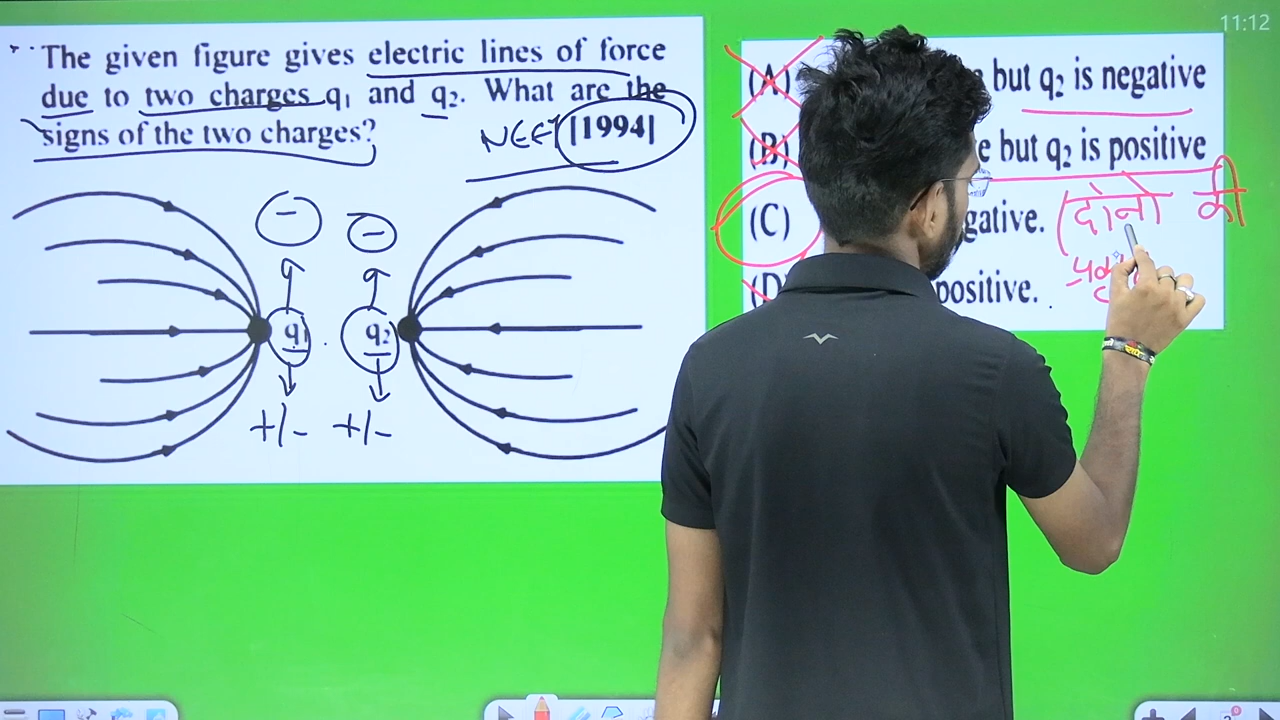 11:12
The given figure gives electric lines of force
due to two charges q₁ and q₂. What are the
signs of the two charges?
NEET [1994]
(A) but q₂ is negative
(B) e but q₂ is positive
(C) gative. (दोनो की
(D) positive.
− −
q₁ q₂
+/− +/−